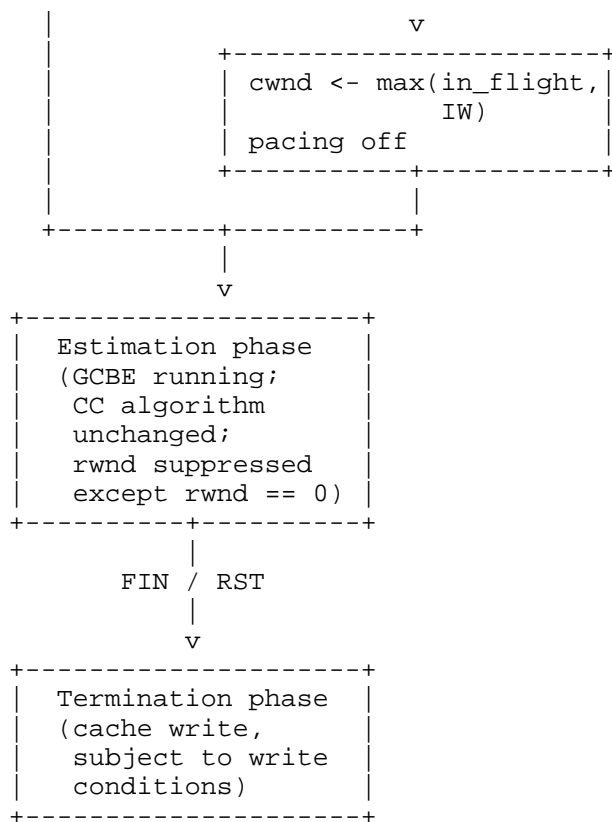 v
cwnd <- max(in_flight,
IW)
pacing off
v
Estimation phase
(GCBE running;
CC algorithm
unchanged;
rwnd suppressed
except rwnd == 0)
FIN / RST
v
Termination phase
(cache write,
subject to write
conditions)